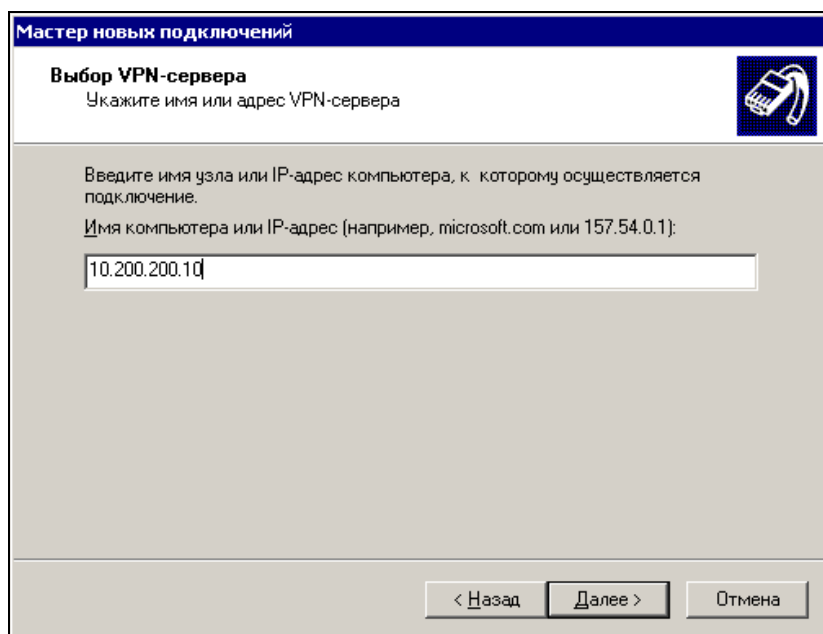 Мастер новых подключений
Выбор VPN-сервера
Укажите имя или адрес VPN-сервера
Введите имя узла или IP-адрес компьютера, к которому осуществляется
подключение.
Имя компьютера или IP-адрес (например, microsoft.com или 157.54.0.1):
10.200.200.10
< Назад Далее > Отмена